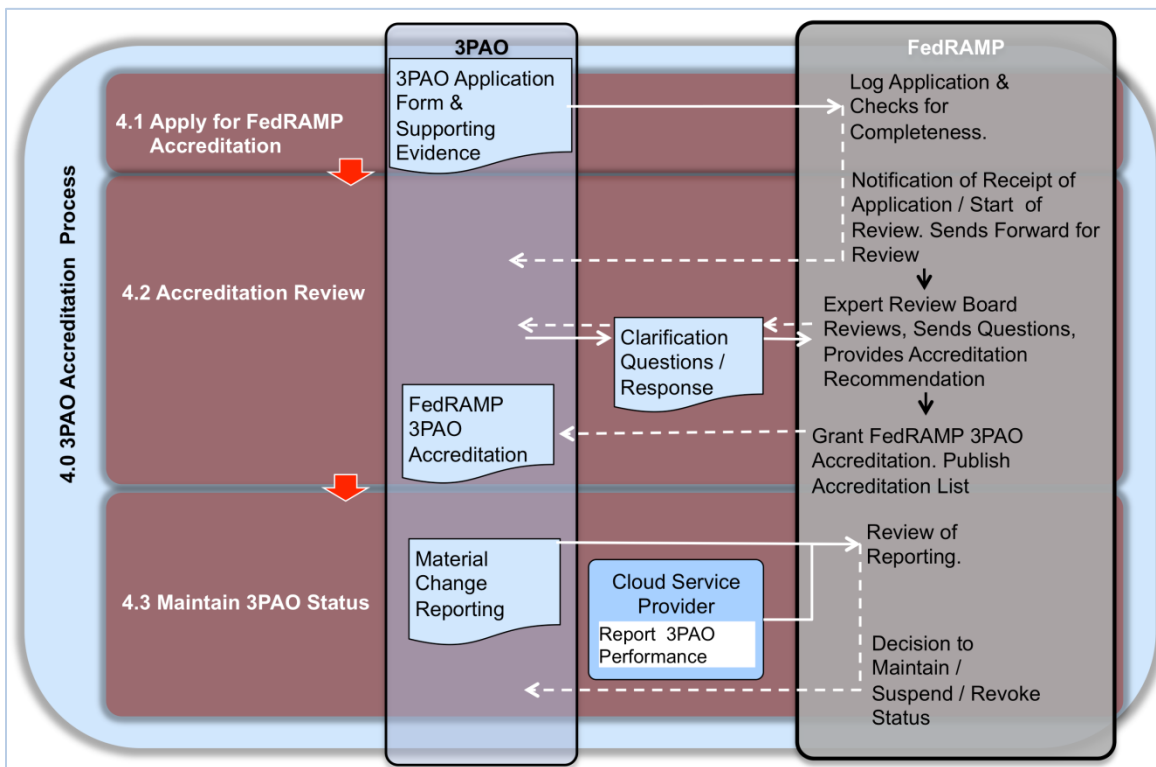 3PAO
FedRAMP
4.0 3PAO Accreditation Process
4.1 Apply for FedRAMP
Accreditation
3PAO Application
Form &
Supporting
Evidence
Log Application &
Checks for
Completeness.
Notification of Receipt of
Application / Start of
Review. Sends Forward for
Review
4.2 Accreditation Review
Clarification
Questions /
Response
Expert Review Board
Reviews, Sends Questions,
Provides Accreditation
Recommendation
FedRAMP
3PAO
Accreditation
Grant FedRAMP 3PAO
Accreditation. Publish
Accreditation List
4.3 Maintain 3PAO Status
Material
Change
Reporting
Cloud Service
Provider
Report 3PAO
Performance
Review of
Reporting.
Decision to
Maintain /
Suspend / Revoke
Status